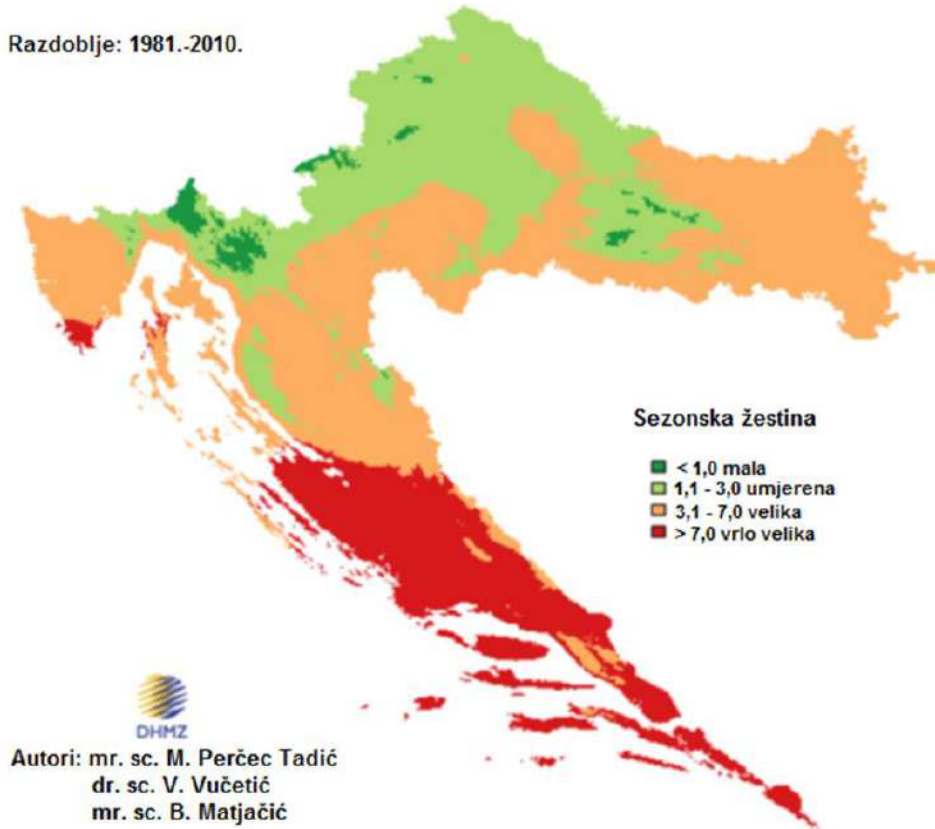 Razdoblje: 1981.-2010.
Sezonska žestina
< 1,0 mala
1,1 - 3,0 umjerena
3,1 - 7,0 velika
> 7,0 vrlo velika
DHMZ
Autori: mr. sc. M. Perčec Tadić
dr. sc. V. Vučetić
mr. sc. B. Matjačić